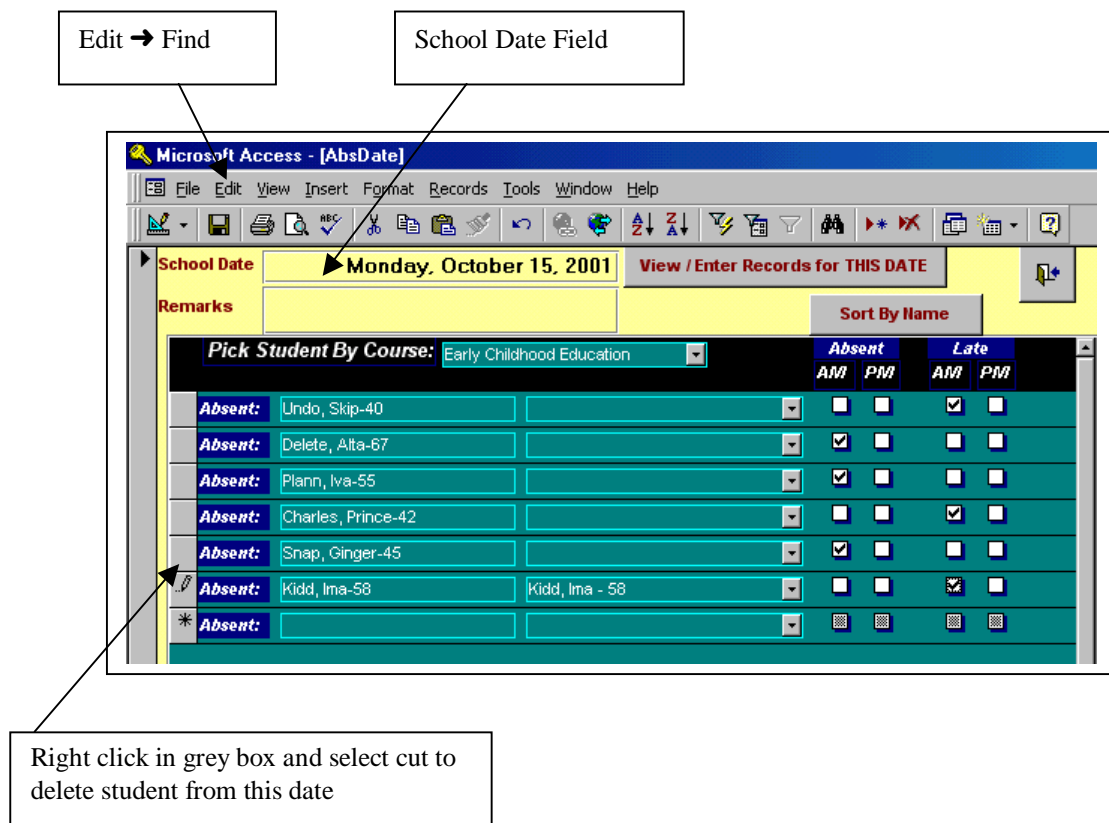 Edit ➜ Find
School Date Field
Microsoft Access - [AbsDate]
File Edit View Insert Format Records Tools Window Help
School Date Monday, October 15, 2001 View / Enter Records for THIS DATE
Remarks
Sort By Name
Pick Student By Course: Early Childhood Education Absent Late
AM PM AM PM
Absent: Undo, Skip-40
Absent: Delete, Alta-67
Absent: Plann, Iva-55
Absent: Charles, Prince-42
Absent: Snap, Ginger-45
Absent: Kidd, Ima-58 Kidd, Ima - 58
Absent:
Right click in grey box and select cut to
delete student from this date